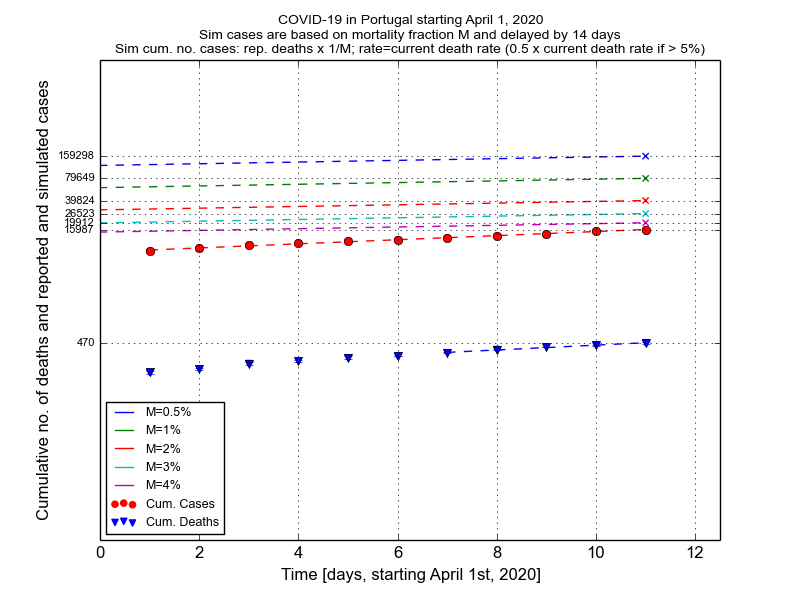 COVID-19 in Portugal starting April 1, 2020
Sim cases are based on mortality fraction M and delayed by 14 days
Sim cum. no. cases: rep. deaths x 1/M; rate=current death rate (0.5 x current death rate if > 5%)
Cumulative no. of deaths and reported and simulated cases
159298
79649
39824
26523
19912
15987
470
M=0.5%
M=1%
M=2%
M=3%
M=4%
Cum. Cases
Cum. Deaths
0 2 4 6 8 10 12
Time [days, starting April 1st, 2020]